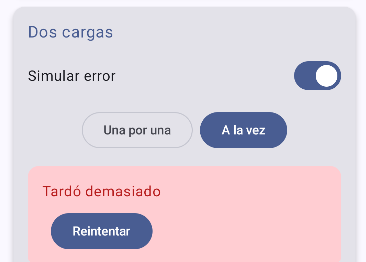 Dos cargas
Simular error
Una por una
A la vez
Tardó demasiado
Reintentar